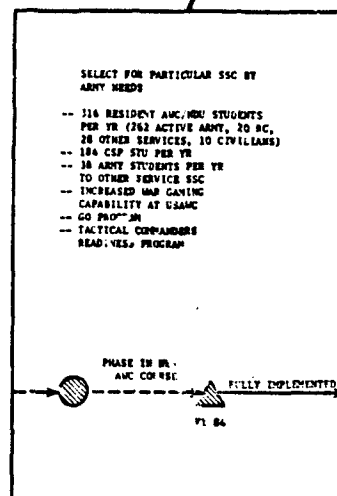 SELECT FOR PARTICULAR SSC BY
ARMY NEEDS
-- 316 RESIDENT AWC/NDU STUDENTS
PER YR (262 ACTIVE ARMY, 20 RC,
28 OTHER SERVICES, 10 CIVILIANS)
-- 184 CSP STU PER YR
-- 38 ARMY STUDENTS PER YR
TO OTHER SERVICE SSC
-- INCREASED WAR GAMING
CAPABILITY AT USAWC
-- GO PROGRAM
-- TACTICAL COMMANDERS
READINESS PROGRAM
PHASE IN
AWC COURSE
FULLY IMPLEMENTED
FY 84